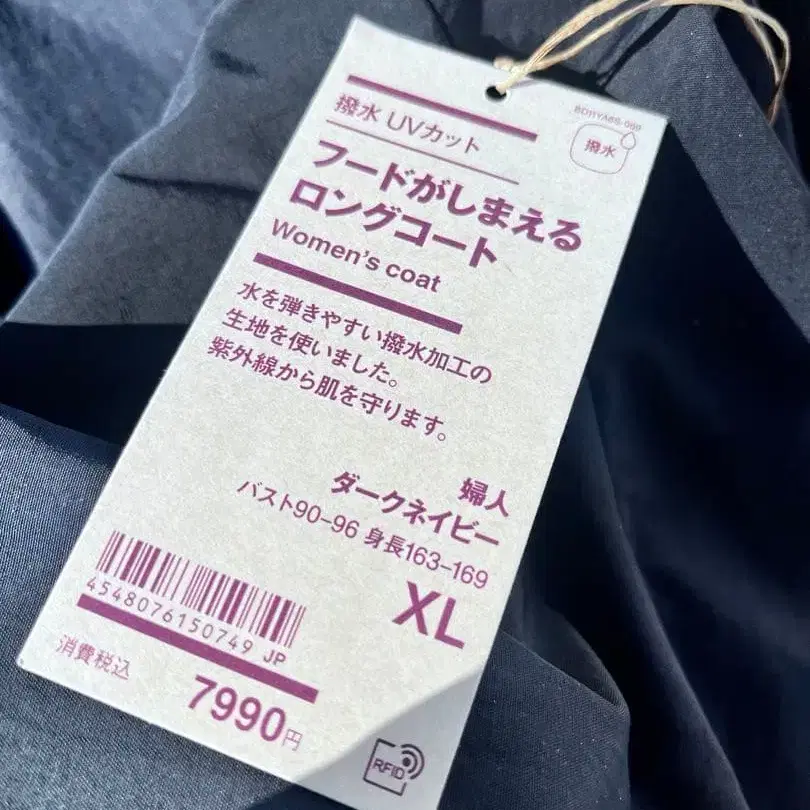 撥水 UVカット
撥水
フードがしまえる
ロングコート
Women's coat
水を弾きやすい撥水加工の
生地を使いました。
紫外線から肌を守ります。
婦人
ダークネイビー
バスト90-96 身長163-169
XL
4548076150749 JP
消費税込
7990円
RFID